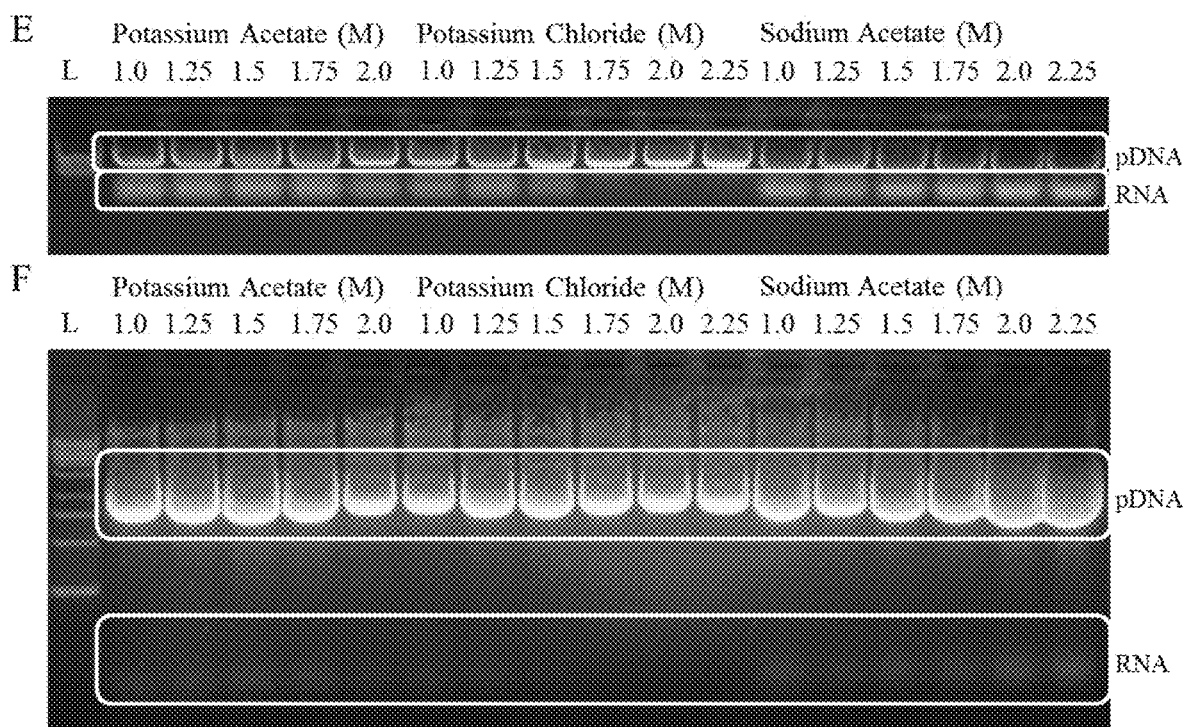 E
Potassium Acetate (M) Potassium Chloride (M) Sodium Acetate (M)
L 1.0 1.25 1.5 1.75 2.0 1.0 1.25 1.5 1.75 2.0 2.25 1.0 1.25 1.5 1.75 2.0 2.25
pDNA
RNA
F
Potassium Acetate (M) Potassium Chloride (M) Sodium Acetate (M)
L 1.0 1.25 1.5 1.75 2.0 1.0 1.25 1.5 1.75 2.0 2.25 1.0 1.25 1.5 1.75 2.0 2.25
pDNA
RNA